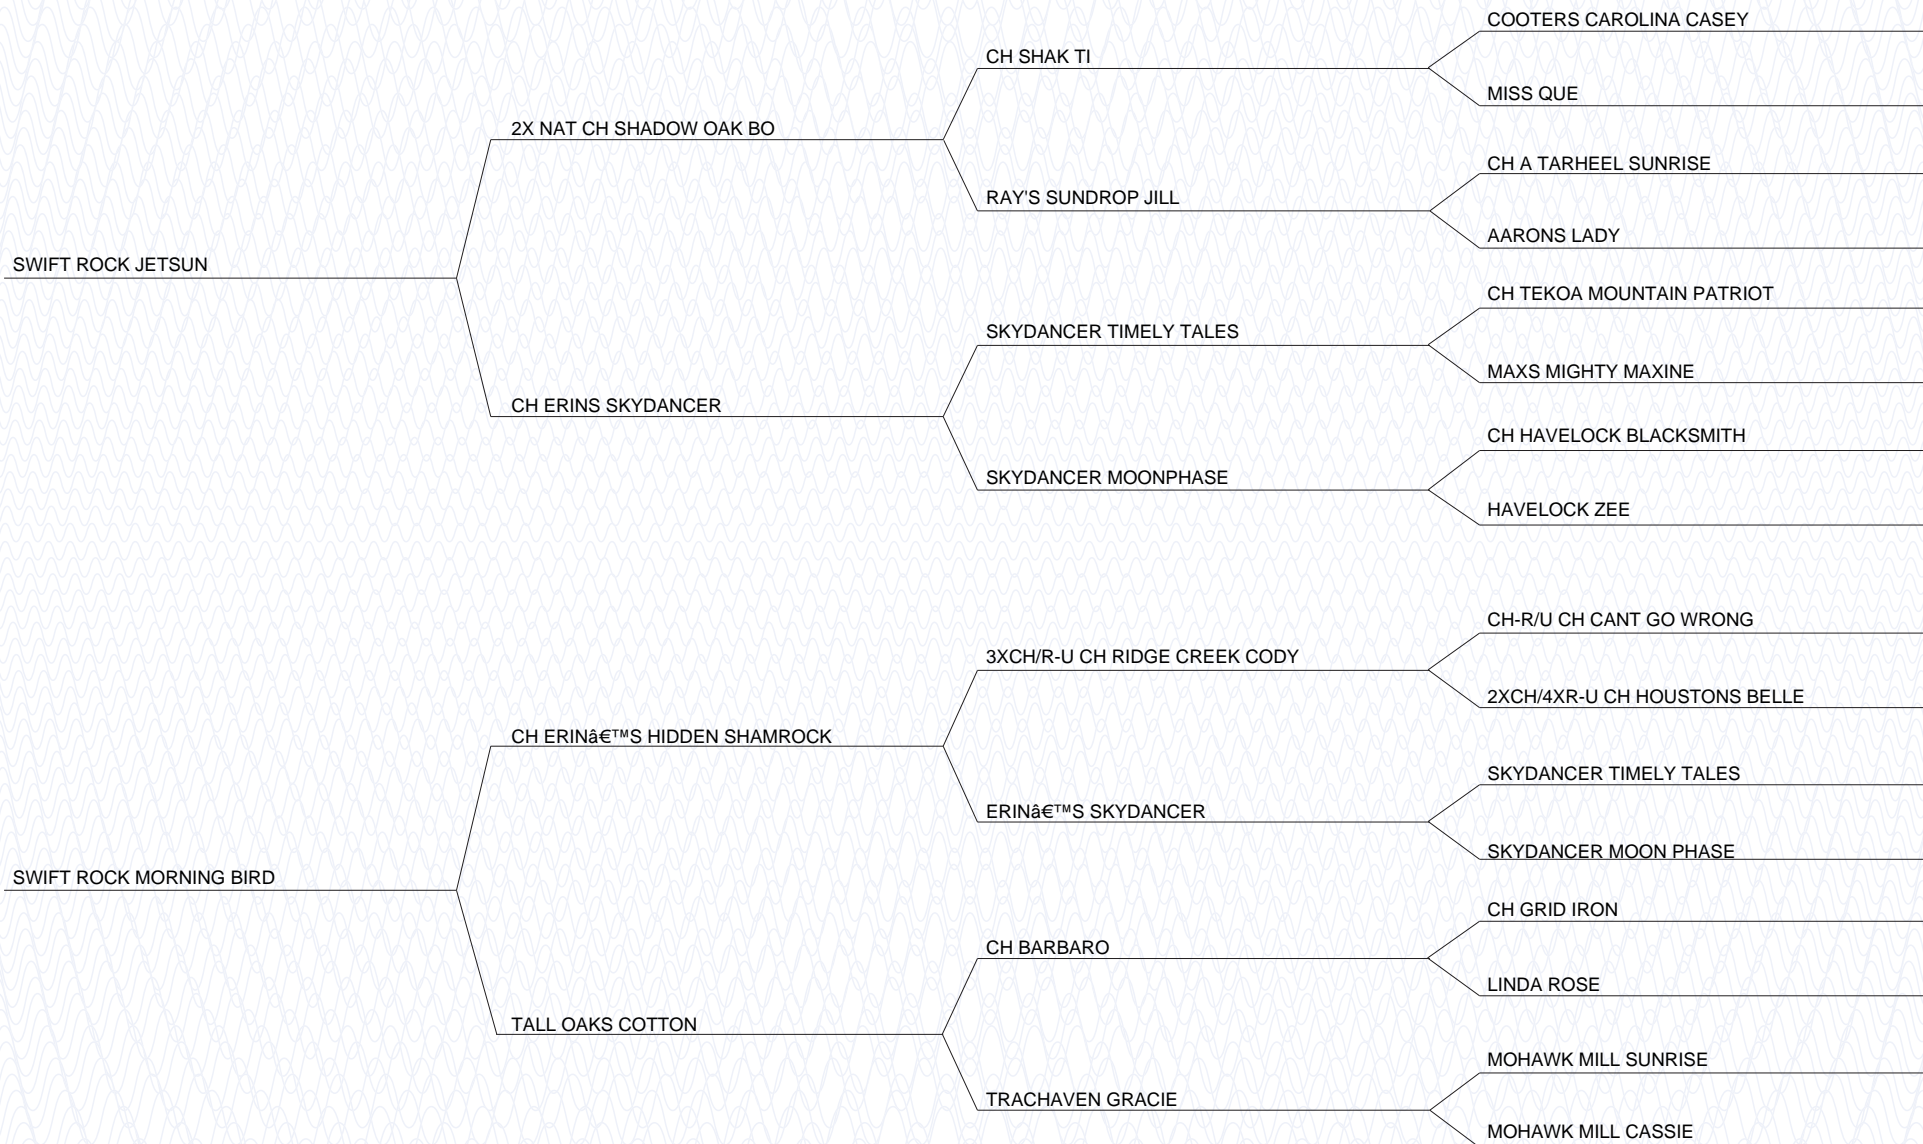 COOTERS CAROLINA CASEY
CH SHAK TI
MISS QUE
2X NAT CH SHADOW OAK BO
CH A TARHEEL SUNRISE
RAY'S SUNDROP JILL
AARONS LADY
SWIFT ROCK JETSUN
CH TEKOA MOUNTAIN PATRIOT
SKYDANCER TIMELY TALES
MAXS MIGHTY MAXINE
CH ERINS SKYDANCER
CH HAVELOCK BLACKSMITH
SKYDANCER MOONPHASE
HAVELOCK ZEE
CH-R/U CH CANT GO WRONG
3XCH/R-U CH RIDGE CREEK CODY
2XCH/4XR-U CH HOUSTONS BELLE
CH ERINâ€™S HIDDEN SHAMROCK
SKYDANCER TIMELY TALES
ERINâ€™S SKYDANCER
SKYDANCER MOON PHASE
SWIFT ROCK MORNING BIRD
CH GRID IRON
CH BARBARO
LINDA ROSE
TALL OAKS COTTON
MOHAWK MILL SUNRISE
TRACHAVEN GRACIE
MOHAWK MILL CASSIE